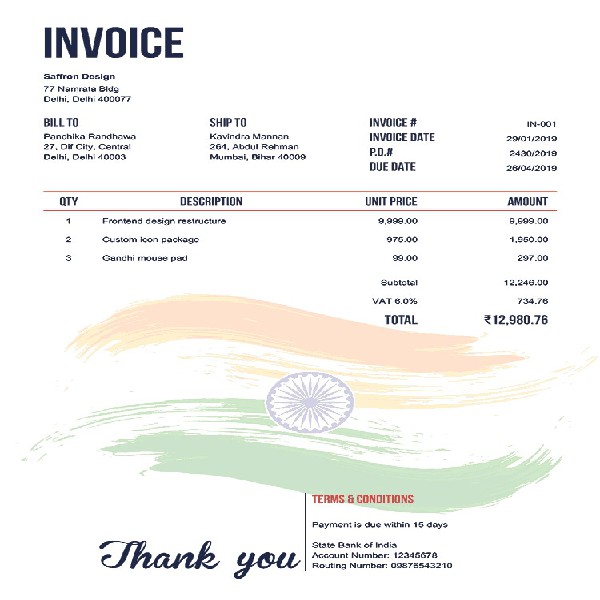 INVOICE
Saffron Design
77 Namrata Bldg
Delhi, Delhi 400077
BILL TO SHIP TO INVOICE # IN-001
Panchika Randhawa Kavindra Mannan INVOICE DATE 29/01/2019
27, Dlf City, Central 264, Abdul Rehman P.O.# 2430/2019
Delhi, Delhi 40003 Mumbai, Bihar 40009 DUE DATE 26/04/2019
QTY DESCRIPTION UNIT PRICE AMOUNT
1 Frontend design restructure 9,999.00 9,999.00
2 Custom icon package 975.00 1,950.00
3 Gandhi mouse pad 99.00 297.00
Subtotal 12,246.00
VAT 6.0% 734.76
TOTAL ₹12,980.76
TERMS & CONDITIONS
Payment is due within 15 days
State Bank of India
Account Number: 12345678
Routing Number: 09876543210
Thank you